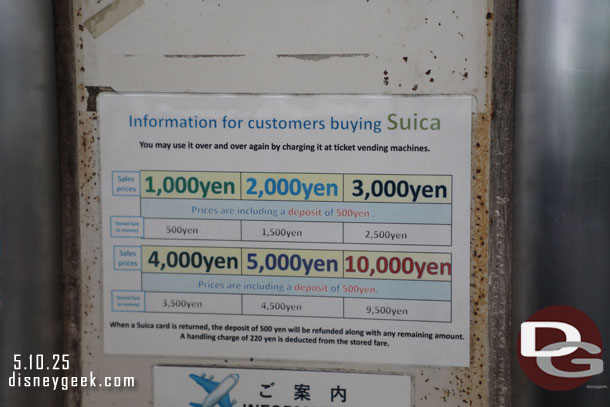 Information for customers buying Suica
You may use it over and over again by charging it at ticket vending machines.
Sales prices 1,000yen 2,000yen 3,000yen
Prices are including a deposit of 500yen .
Stored fare (e-money) 500yen 1,500yen 2,500yen
Sales prices 4,000yen 5,000yen 10,000yen
Prices are including a deposit of 500yen.
Stored fare (e-money) 3,500yen 4,500yen 9,500yen
When a Suica card is returned, the deposit of 500 yen will be refunded along with any remaining amount.
A handling charge of 220 yen is deducted from the stored fare.
ご案内
5.10.25
disneygeek.com
DG
disneygeek